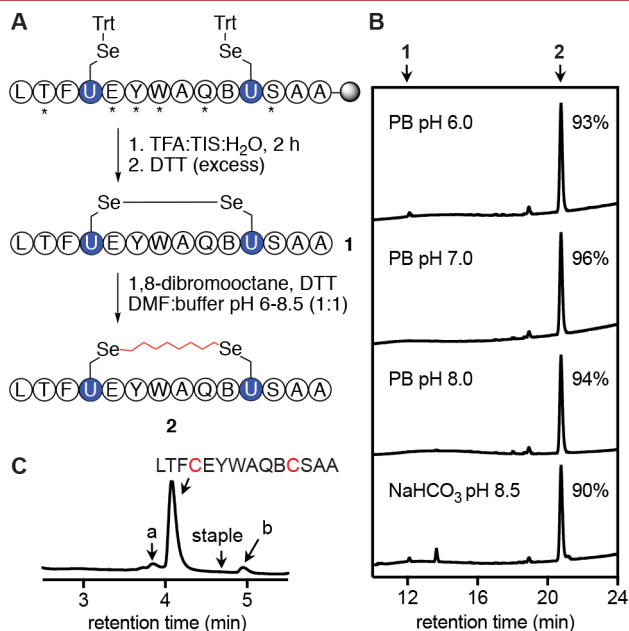 A
Trt Trt
Se Se
L T F U E Y W A Q B U S A A
* * * * * *
1. TFA:TIS:H₂O, 2 h
2. DTT (excess)
Se Se
L T F U E Y W A Q B U S A A 1
1,8-dibromooctane, DTT
DMF:buffer pH 6-8.5 (1:1)
Se Se
L T F U E Y W A Q B U S A A
2
B
1 2
PB pH 6.0 93%
PB pH 7.0 96%
PB pH 8.0 94%
NaHCO₃ pH 8.5 90%
12 16 20 24
retention time (min)
C
LTFCEYWAQBCSAA
a staple b
3 4 5
retention time (min)